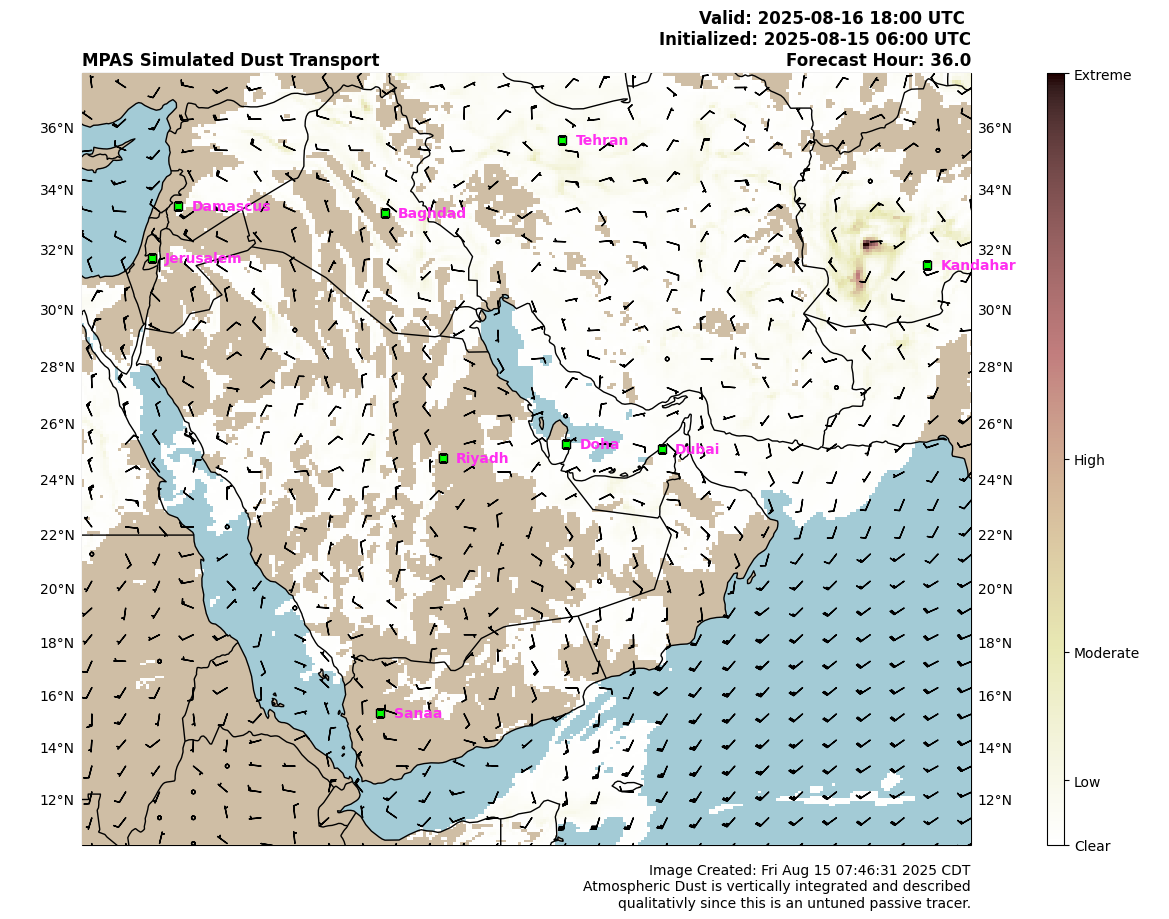 Valid: 2025-08-16 18:00 UTC
Initialized: 2025-08-15 06:00 UTC
MPAS Simulated Dust Transport
Forecast Hour: 36.0
36°N
34°N
32°N
30°N
28°N
26°N
24°N
22°N
20°N
18°N
16°N
14°N
12°N
Tehran
Damascus
Baghdad
Jerusalem
Kandahar
Doha
Dubai
Riyadh
Sanaa
36°N
34°N
32°N
30°N
28°N
26°N
24°N
22°N
20°N
18°N
16°N
14°N
12°N
Extreme
High
Moderate
Low
Clear
Image Created: Fri Aug 15 07:46:31 2025 CDT
Atmospheric Dust is vertically integrated and described
qualitativly since this is an untuned passive tracer.